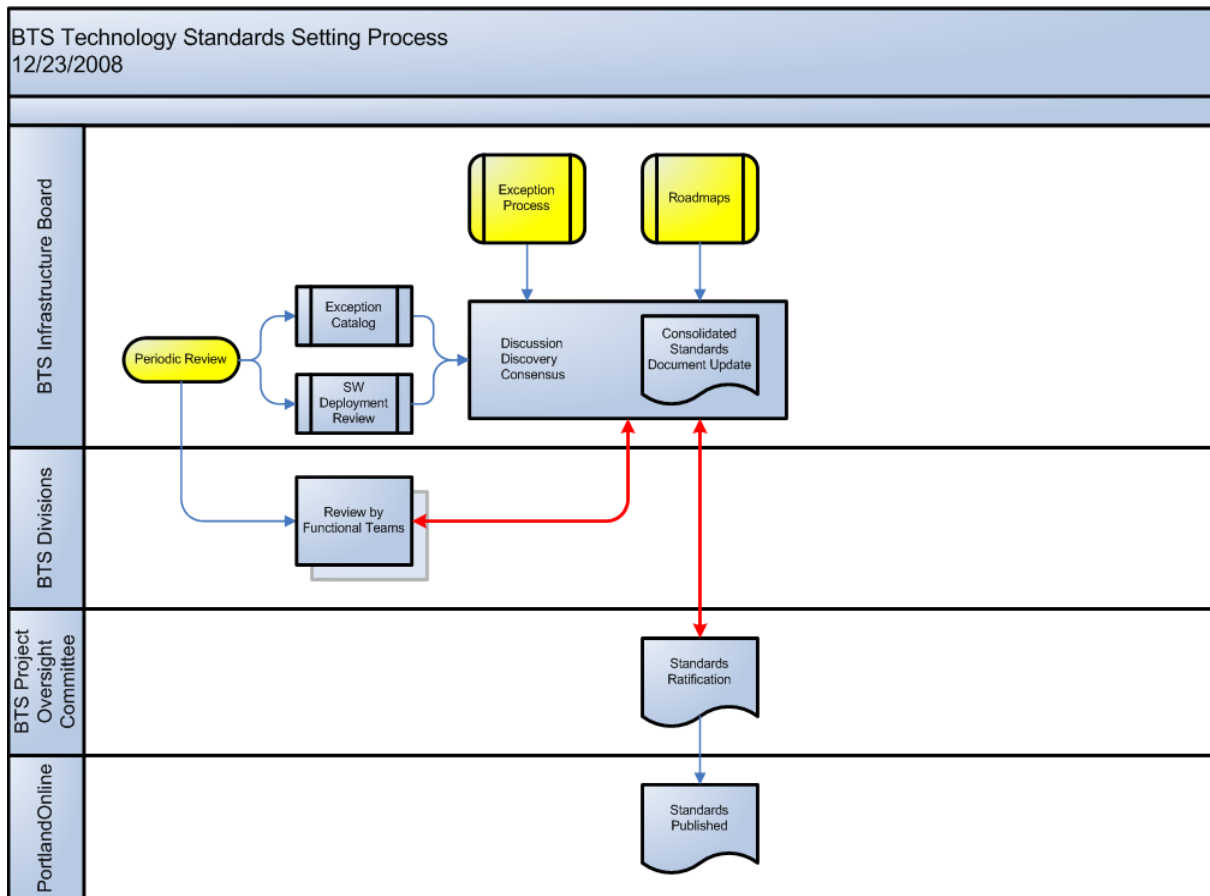 BTS Technology Standards Setting Process
12/23/2008
BTS Infrastructure Board
Exception
Process
Roadmaps
Exception
Catalog
Periodic Review
SW
Deployment
Review
Discussion
Discovery
Consensus
Consolidated
Standards
Document Update
BTS Divisions
Review by
Functional Teams
BTS Project
Oversight
Committee
Standards
Ratification
PortlandOnline
Standards
Published